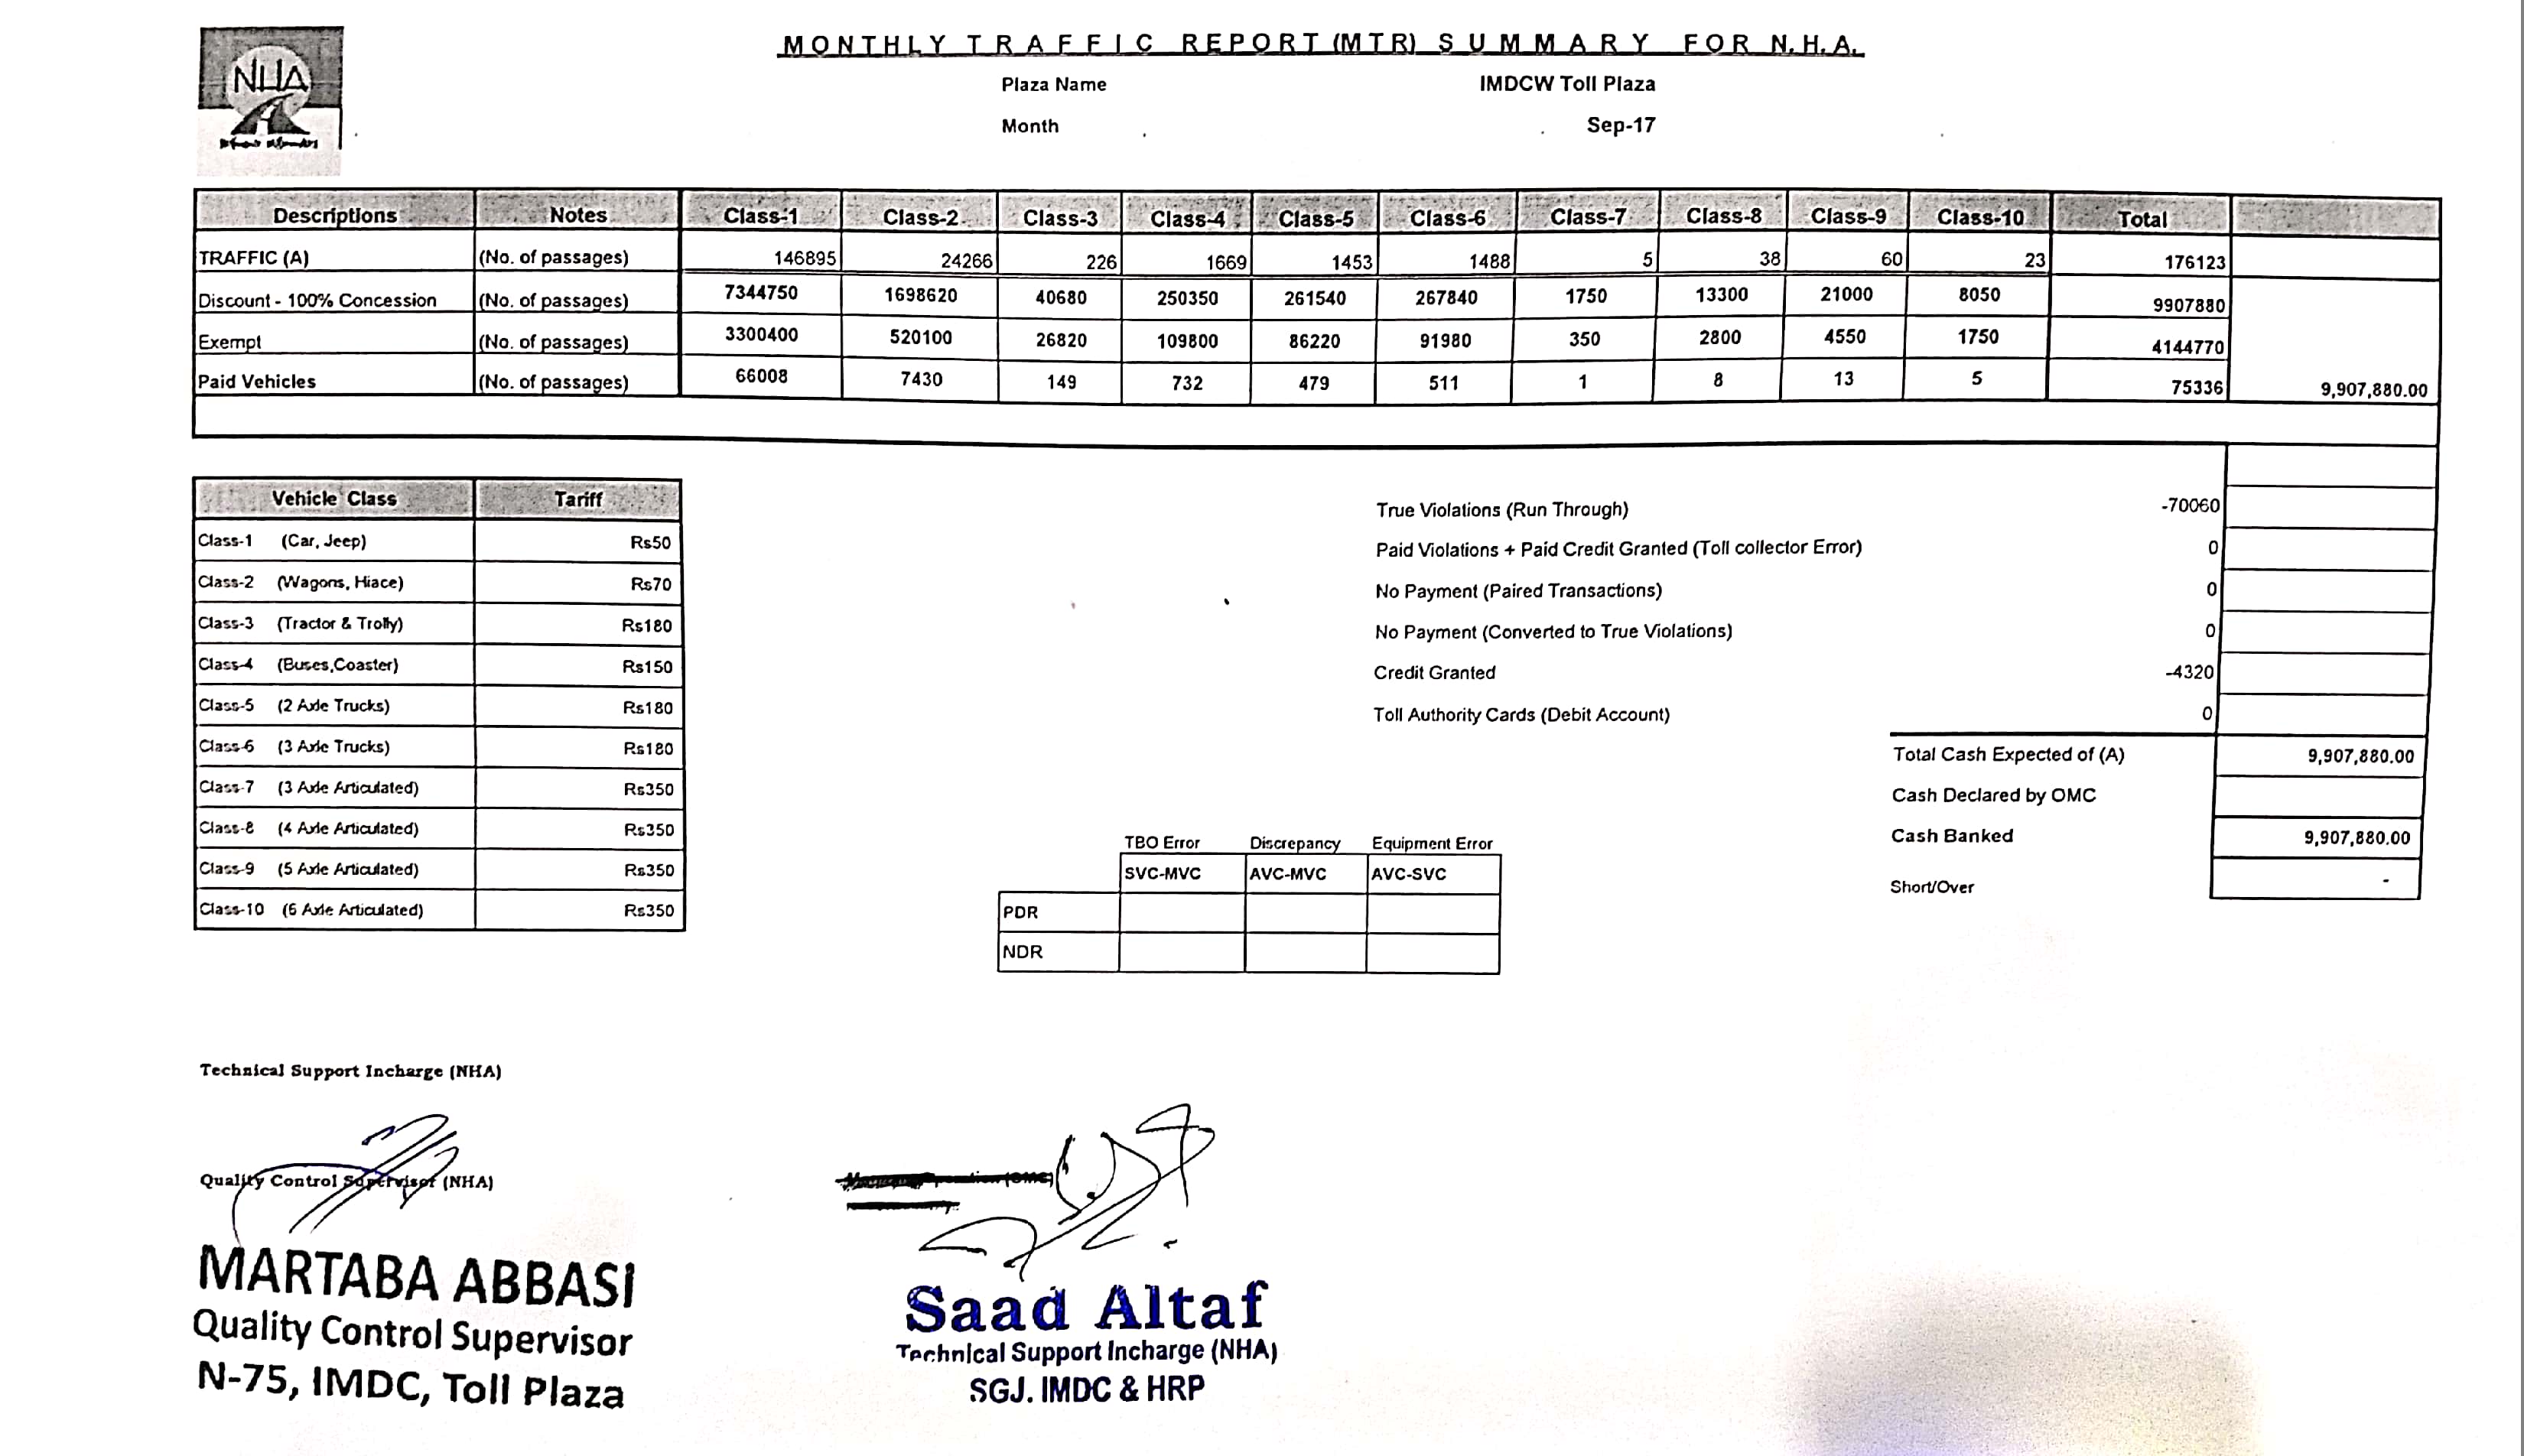 MONTHLY TRAFFIC REPORT (MTR) SUMMARY FOR N.H.A.
NHA
Plaza Name IMDCW Toll Plaza
Month Sep-17
Descriptions Notes Class-1 Class-2 Class-3 Class-4 Class-5 Class-6 Class-7 Class-8 Class-9 Class-10 Total
TRAFFIC (A) (No. of passages) 146895 24266 226 1669 1453 1488 5 38 60 23 176123
Discount - 100% Concession (No. of passages) 7344750 1698620 40680 250350 261540 267840 1750 13300 21000 8050 9907880
Exempt (No. of passages) 3300400 520100 26820 109800 86220 91980 350 2800 4550 1750 4144770
Paid Vehicles (No. of passages) 66008 7430 149 732 479 511 1 8 13 5 75336 9,907,880.00
Vehicle Class Tariff
Class-1 (Car, Jeep) Rs50
Class-2 (Wagons, Hiace) Rs70
Class-3 (Tractor & Trolly) Rs180
Class-4 (Buses,Coaster) Rs150
Class-5 (2 Axle Trucks) Rs180
Class-6 (3 Axle Trucks) Rs180
Class-7 (3 Axle Articulated) Rs350
Class-8 (4 Axle Articulated) Rs350
Class-9 (5 Axle Articulated) Rs350
Class-10 (6 Axle Articulated) Rs350
True Violations (Run Through) -70060
Paid Violations + Paid Credit Granted (Toll collector Error) 0
No Payment (Paired Transactions) 0
No Payment (Converted to True Violations) 0
Credit Granted -4320
Toll Authority Cards (Debit Account) 0
Total Cash Expected of (A) 9,907,880.00
Cash Declared by OMC
Cash Banked 9,907,880.00
Short/Over -
TBO Error Discrepancy Equipment Error
SVC-MVC AVC-MVC AVC-SVC
PDR
NDR
Technical Support Incharge (NHA)
Quality Control Supervisor (NHA)
MARTABA ABBASI
Quality Control Supervisor
N-75, IMDC, Toll Plaza
Saad Altaf
Technical Support Incharge (NHA)
SGJ. IMDC & HRP